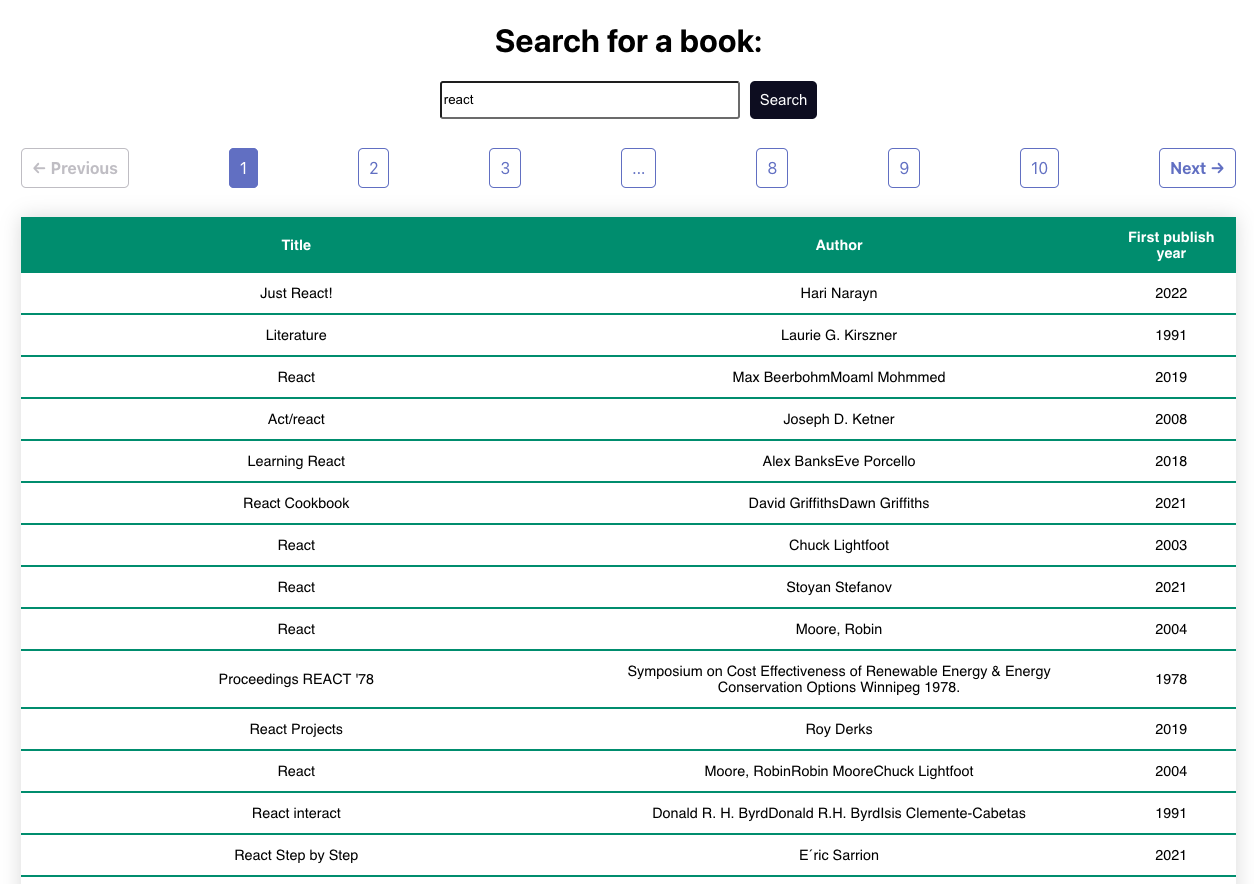 Search for a book:
react
Search
← Previous 1 2 3 ... 8 9 10 Next →
Title Author First publish
year
Just React! Hari Narayn 2022
Literature Laurie G. Kirszner 1991
React Max BeerbohmMoaml Mohmmed 2019
Act/react Joseph D. Ketner 2008
Learning React Alex BanksEve Porcello 2018
React Cookbook David GriffithsDawn Griffiths 2021
React Chuck Lightfoot 2003
React Stoyan Stefanov 2021
React Moore, Robin 2004
Proceedings REACT '78 Symposium on Cost Effectiveness of Renewable Energy & Energy
Conservation Options Winnipeg 1978. 1978
React Projects Roy Derks 2019
React Moore, RobinRobin MooreChuck Lightfoot 2004
React interact Donald R. H. ByrdDonald R.H. ByrdIsis Clemente-Cabetas 1991
React Step by Step E´ric Sarrion 2021